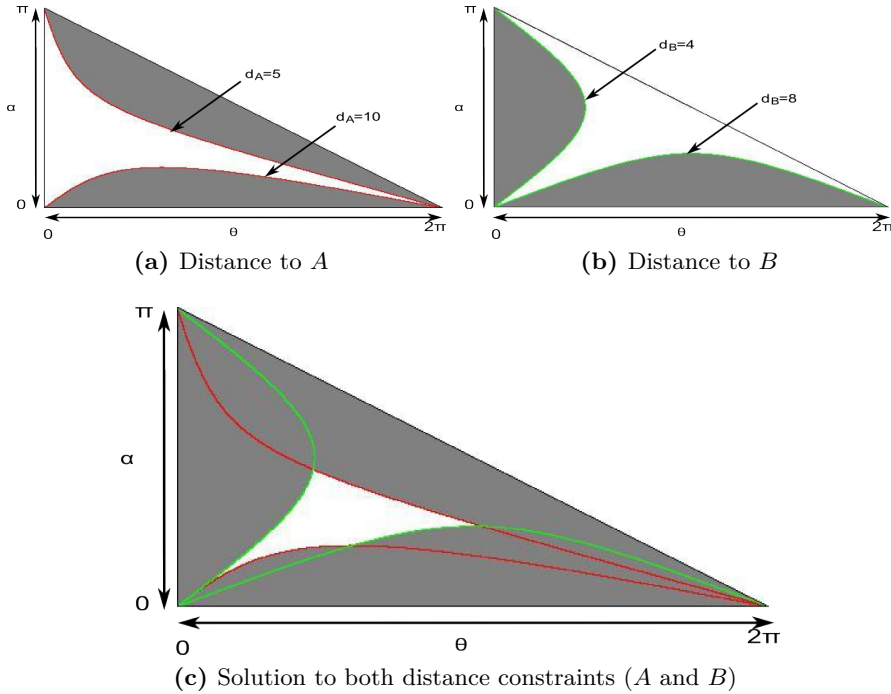 π
α
0
0
θ
2π
d_A=5
d_A=10
(a) Distance to A
π
α
0
0
θ
2π
d_B=4
d_B=8
(b) Distance to B
π
α
0
0
θ
2π
(c) Solution to both distance constraints (A and B)